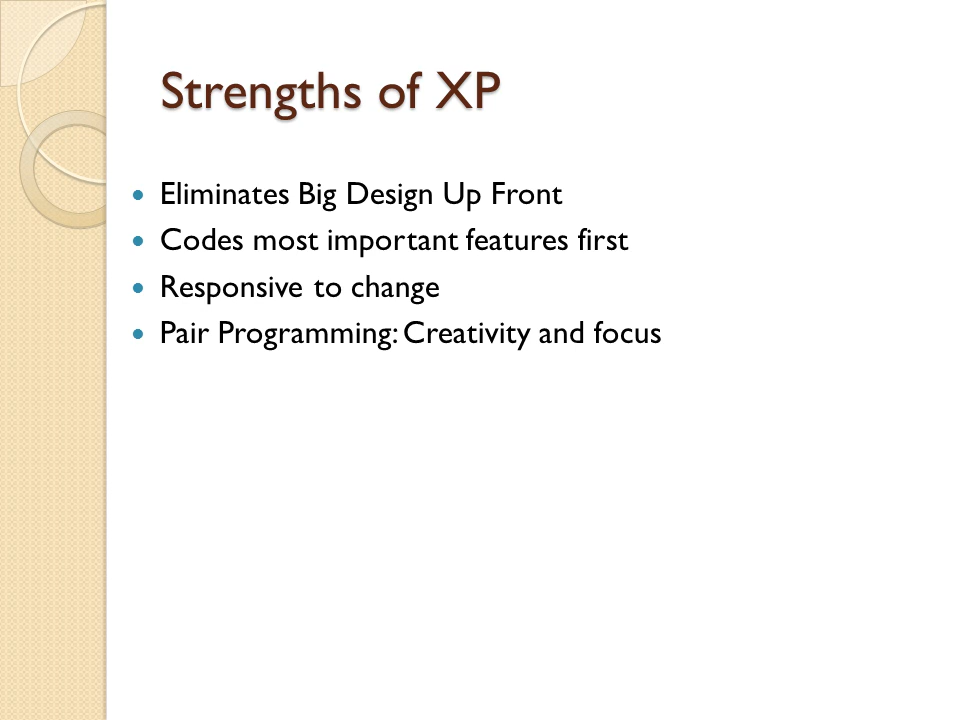 Strengths of XP
Eliminates Big Design Up Front
Codes most important features first
Responsive to change
Pair Programming: Creativity and focus